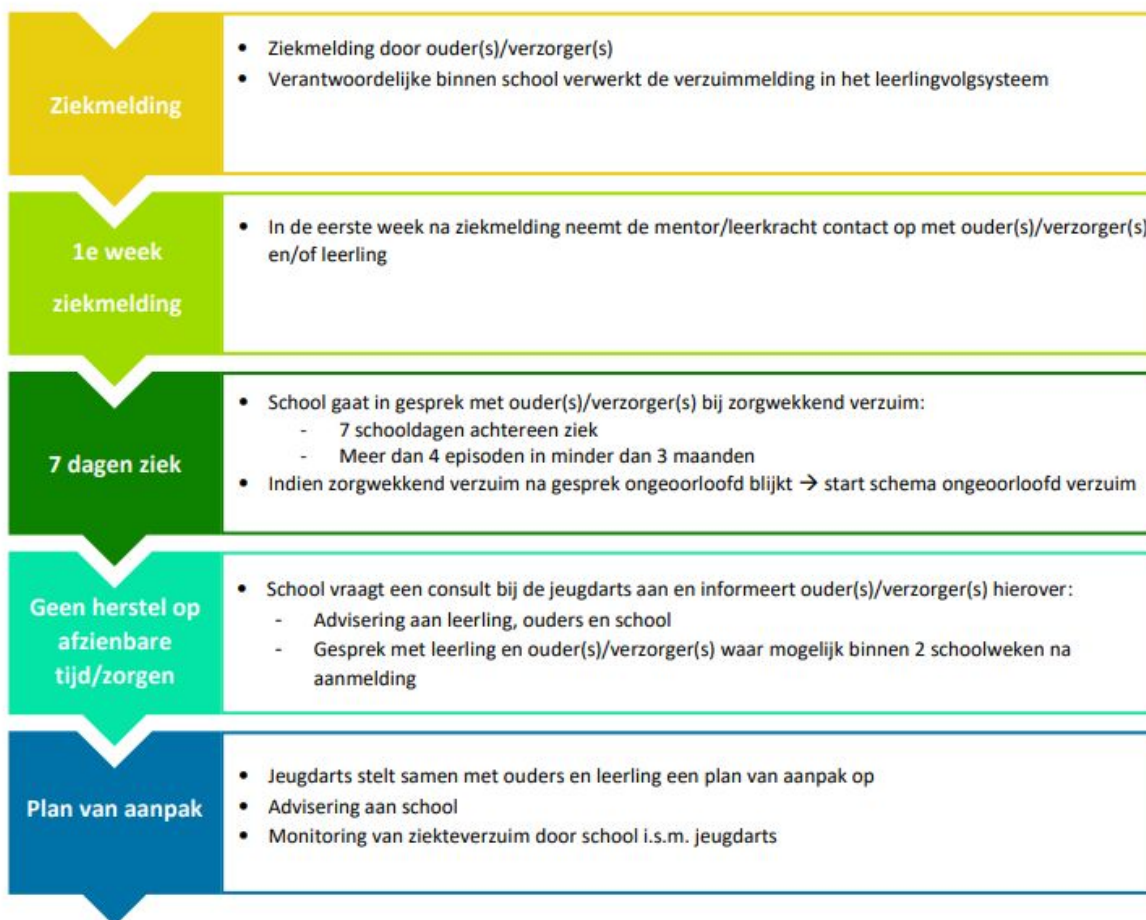 Ziekmelding
• Ziekmelding door ouder(s)/verzorger(s)
• Verantwoordelijke binnen school verwerkt de verzuimmelding in het leerlingvolgsysteem
1e week
ziekmelding
• In de eerste week na ziekmelding neemt de mentor/leerkracht contact op met ouder(s)/verzorger(s)
en/of leerling
7 dagen ziek
• School gaat in gesprek met ouder(s)/verzorger(s) bij zorgwekkend verzuim:
- 7 schooldagen achtereen ziek
- Meer dan 4 episoden in minder dan 3 maanden
• Indien zorgwekkend verzuim na gesprek ongeoorloofd blijkt → start schema ongeoorloofd verzuim
Geen herstel op
afzienbare
tijd/zorgen
• School vraagt een consult bij de jeugdarts aan en informeert ouder(s)/verzorger(s) hierover:
- Advisering aan leerling, ouders en school
- Gesprek met leerling en ouder(s)/verzorger(s) waar mogelijk binnen 2 schoolweken na
aanmelding
Plan van aanpak
• Jeugdarts stelt samen met ouders en leerling een plan van aanpak op
• Advisering aan school
• Monitoring van ziekteverzuim door school i.s.m. jeugdarts